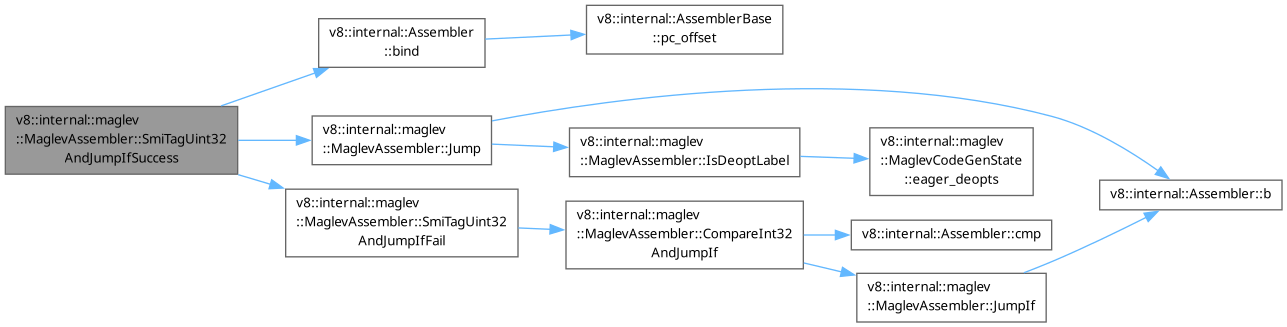 v8::internal::maglev
::MaglevAssembler::SmiTagUint32
AndJumpIfSuccess
v8::internal::Assembler
::bind
v8::internal::AssemblerBase
::pc_offset
v8::internal::maglev
::MaglevAssembler::Jump
v8::internal::maglev
::MaglevAssembler::IsDeoptLabel
v8::internal::maglev
::MaglevCodeGenState
::eager_deopts
v8::internal::Assembler::b
v8::internal::maglev
::MaglevAssembler::SmiTagUint32
AndJumpIfFail
v8::internal::maglev
::MaglevAssembler::CompareInt32
AndJumpIf
v8::internal::Assembler::cmp
v8::internal::maglev
::MaglevAssembler::JumpIf